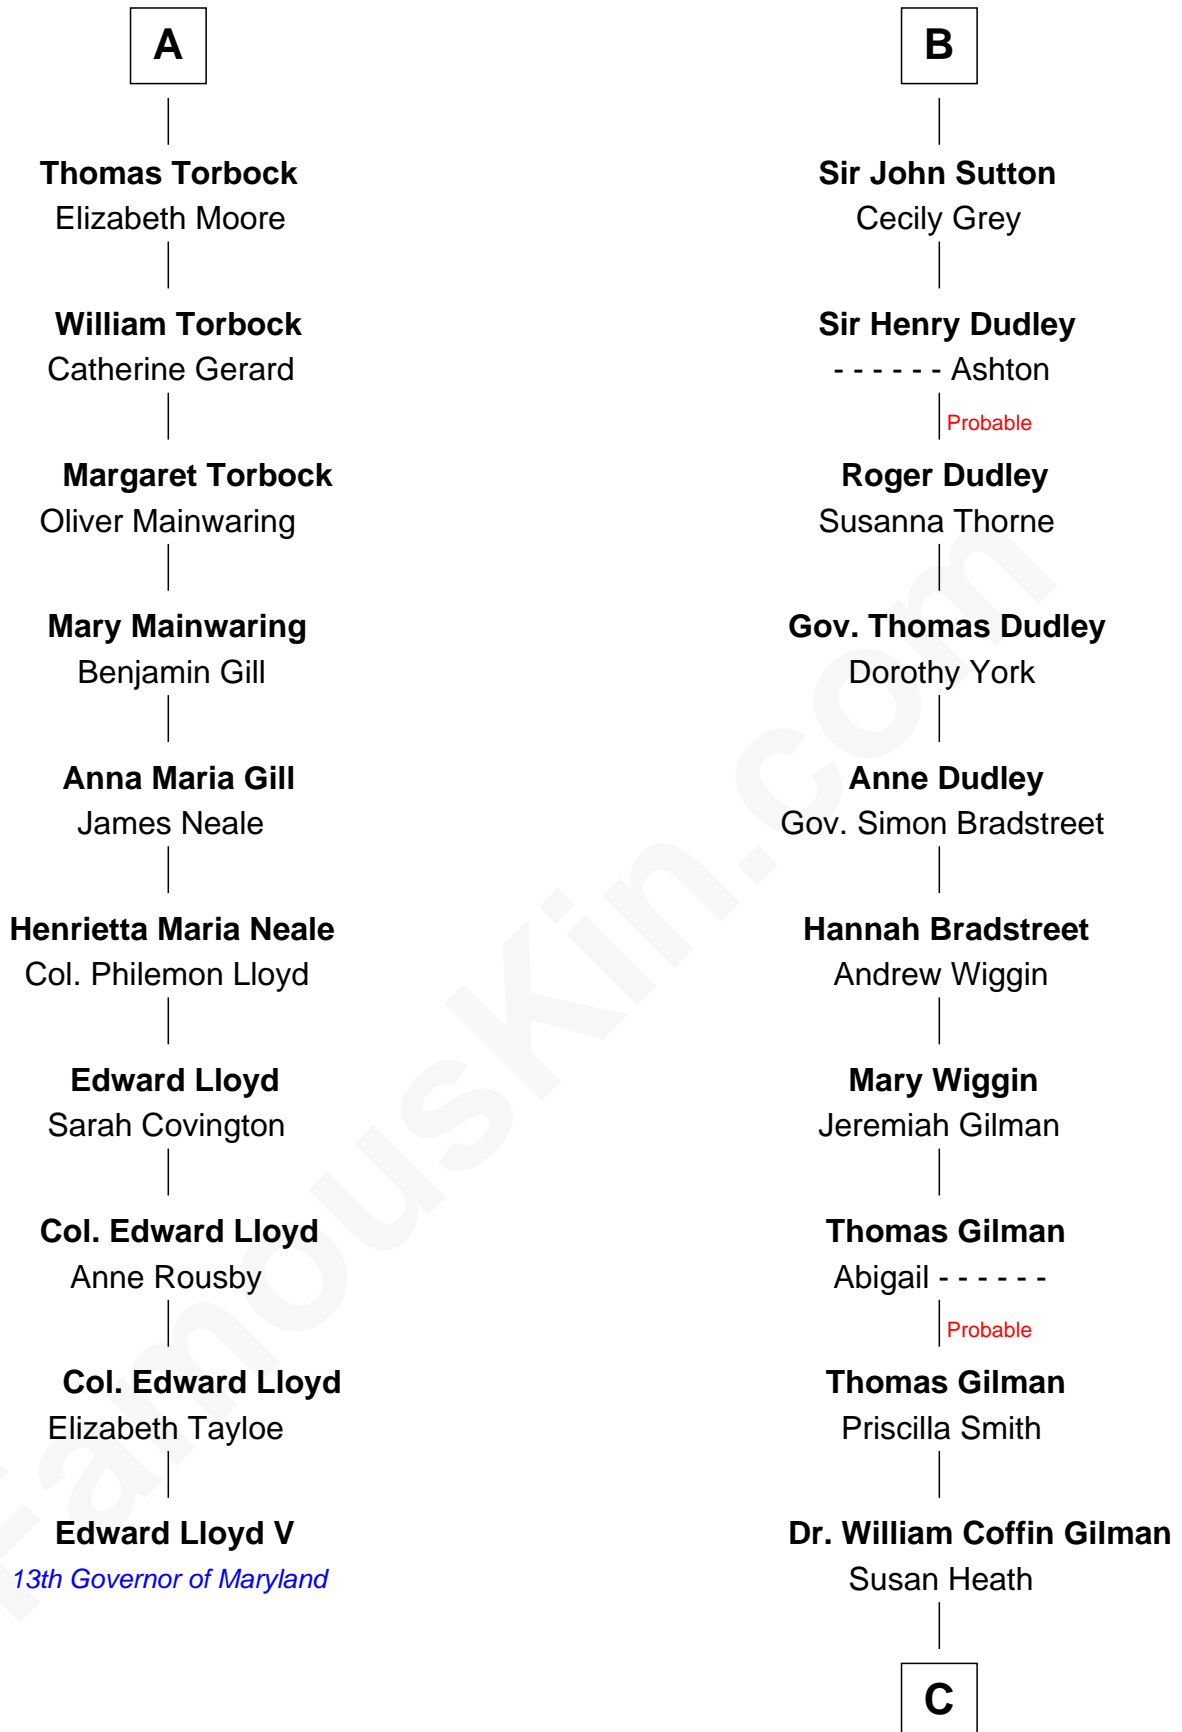 A
Thomas Torbock
Elizabeth Moore
William Torbock
Catherine Gerard
Margaret Torbock
Oliver Mainwaring
Mary Mainwaring
Benjamin Gill
Anna Maria Gill
James Neale
Henrietta Maria Neale
Col. Philemon Lloyd
Edward Lloyd
Sarah Covington
Col. Edward Lloyd
Anne Rousby
Col. Edward Lloyd
Elizabeth Tayloe
Edward Lloyd V
13th Governor of Maryland
B
Sir John Sutton
Cecily Grey
Sir Henry Dudley
- - - - - - Ashton
Probable
Roger Dudley
Susanna Thorne
Gov. Thomas Dudley
Dorothy York
Anne Dudley
Gov. Simon Bradstreet
Hannah Bradstreet
Andrew Wiggin
Mary Wiggin
Jeremiah Gilman
Thomas Gilman
Abigail - - - - - -
Probable
Thomas Gilman
Priscilla Smith
Dr. William Coffin Gilman
Susan Heath
C
FamousKin.com